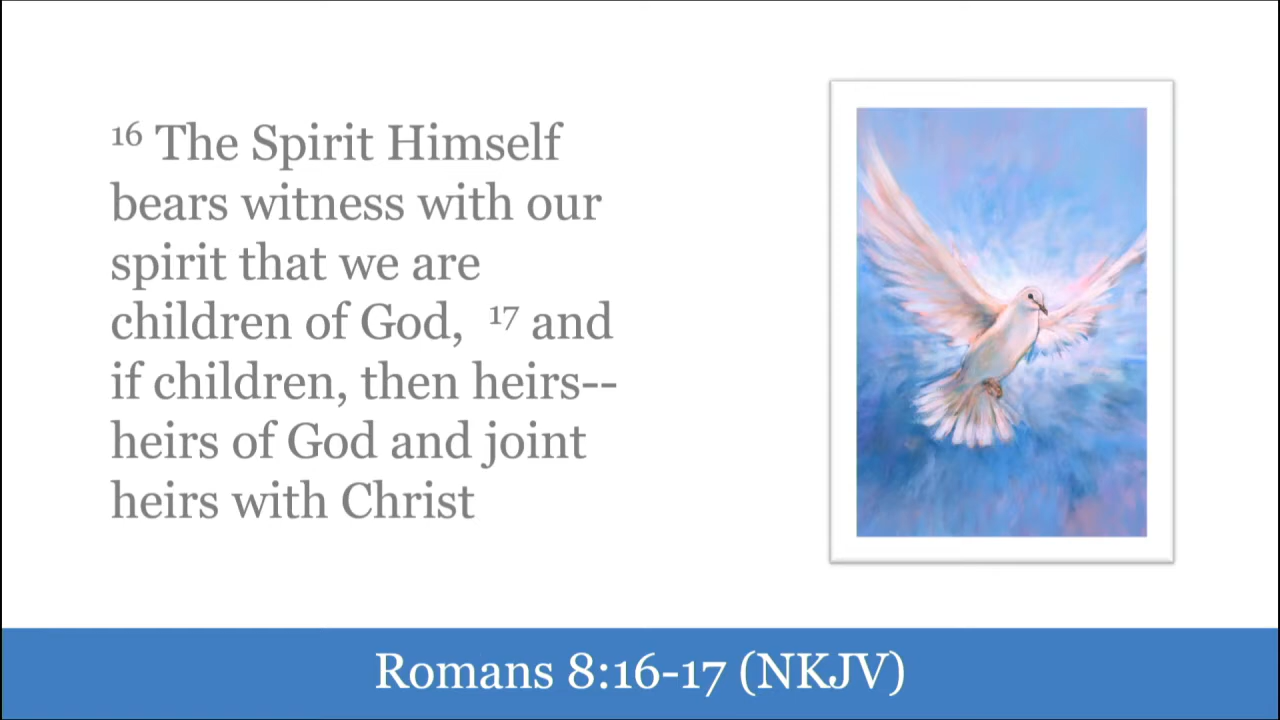 16 The Spirit Himself
bears witness with our
spirit that we are
children of God, 17 and
if children, then heirs--
heirs of God and joint
heirs with Christ
Romans 8:16-17 (NKJV)